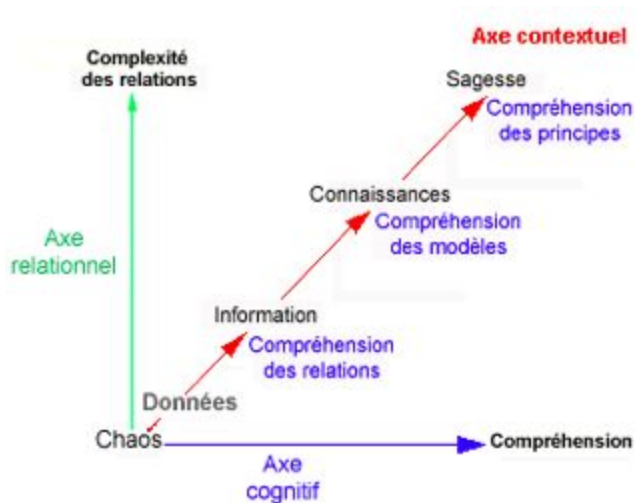 Axe contextuel
Complexité
des relations
Sagesse
Compréhension
des principes
Connaissances
Compréhension
des modèles
Axe
relationnel
Information
Compréhension
des relations
Données
Chaos
Compréhension
Axe
cognitif